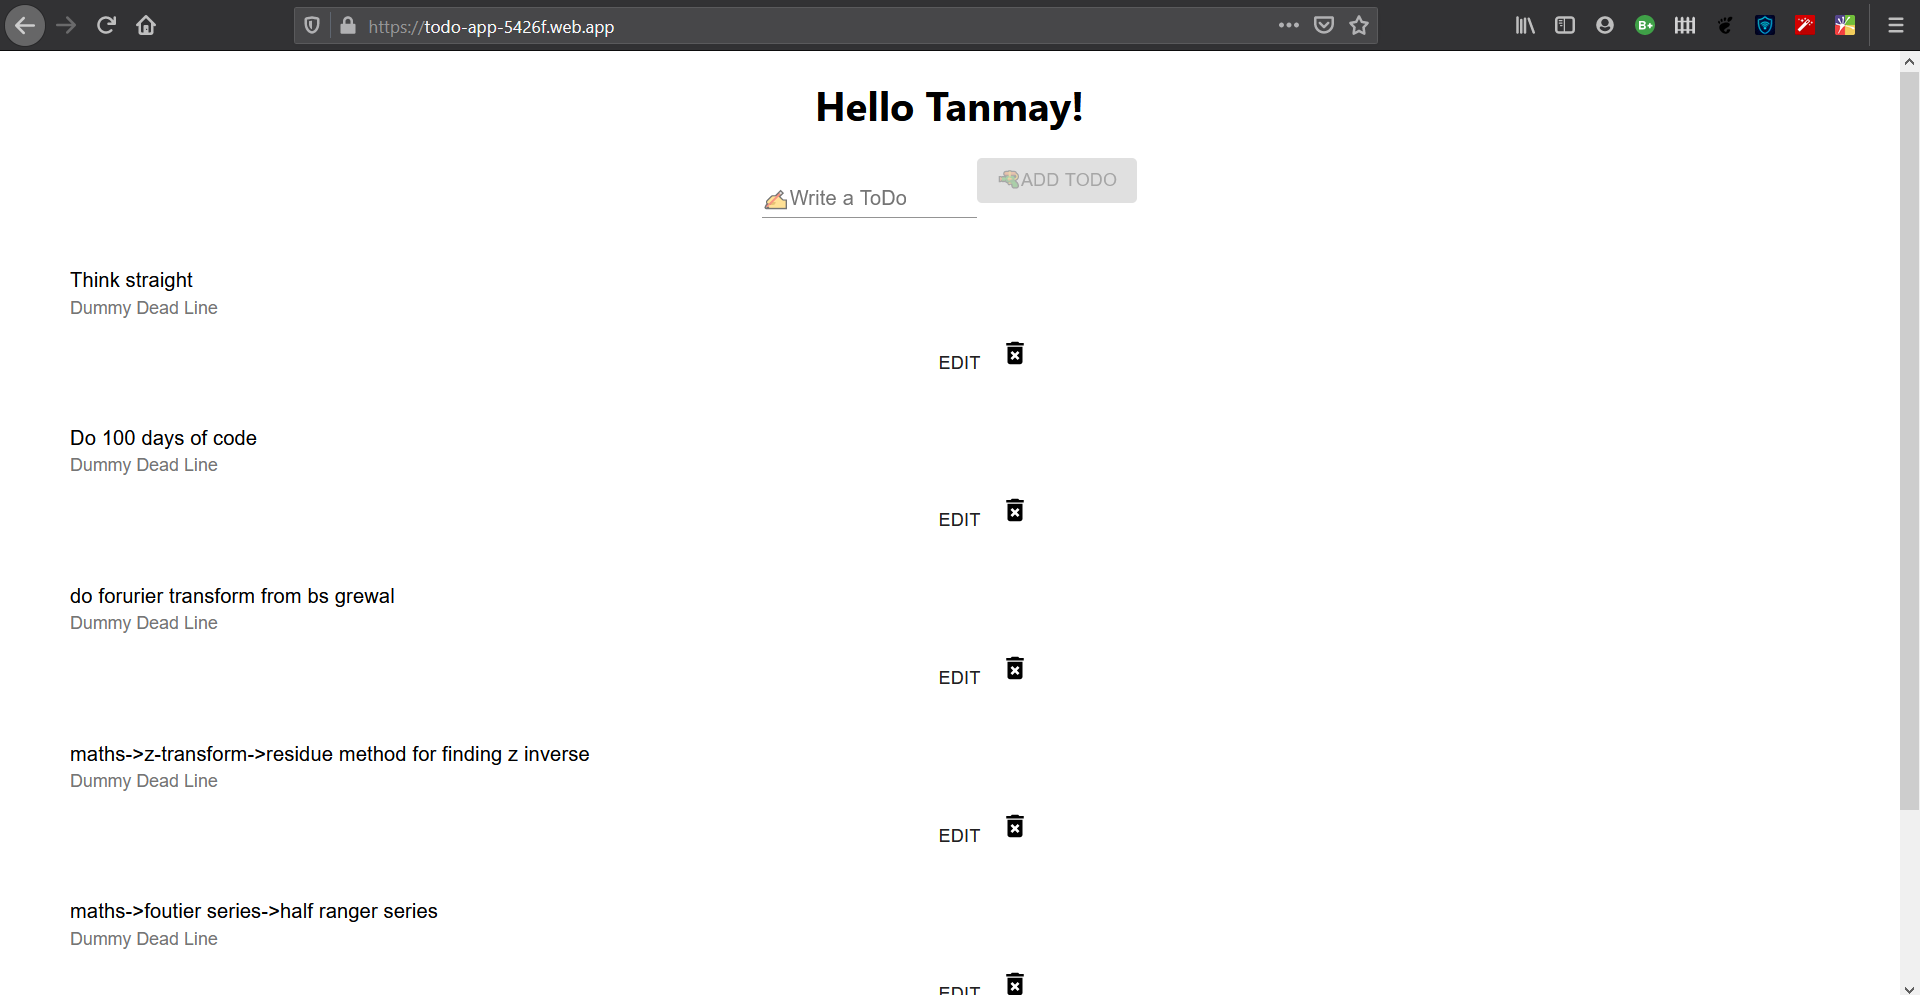 https://todo-app-5426f.web.app
B+
Hello Tanmay!
✍Write a ToDo
🔫ADD TODO
Think straight
Dummy Dead Line
EDIT
Do 100 days of code
Dummy Dead Line
EDIT
do forurier transform from bs grewal
Dummy Dead Line
EDIT
maths->z-transform->residue method for finding z inverse
Dummy Dead Line
EDIT
maths->foutier series->half ranger series
Dummy Dead Line
EDIT